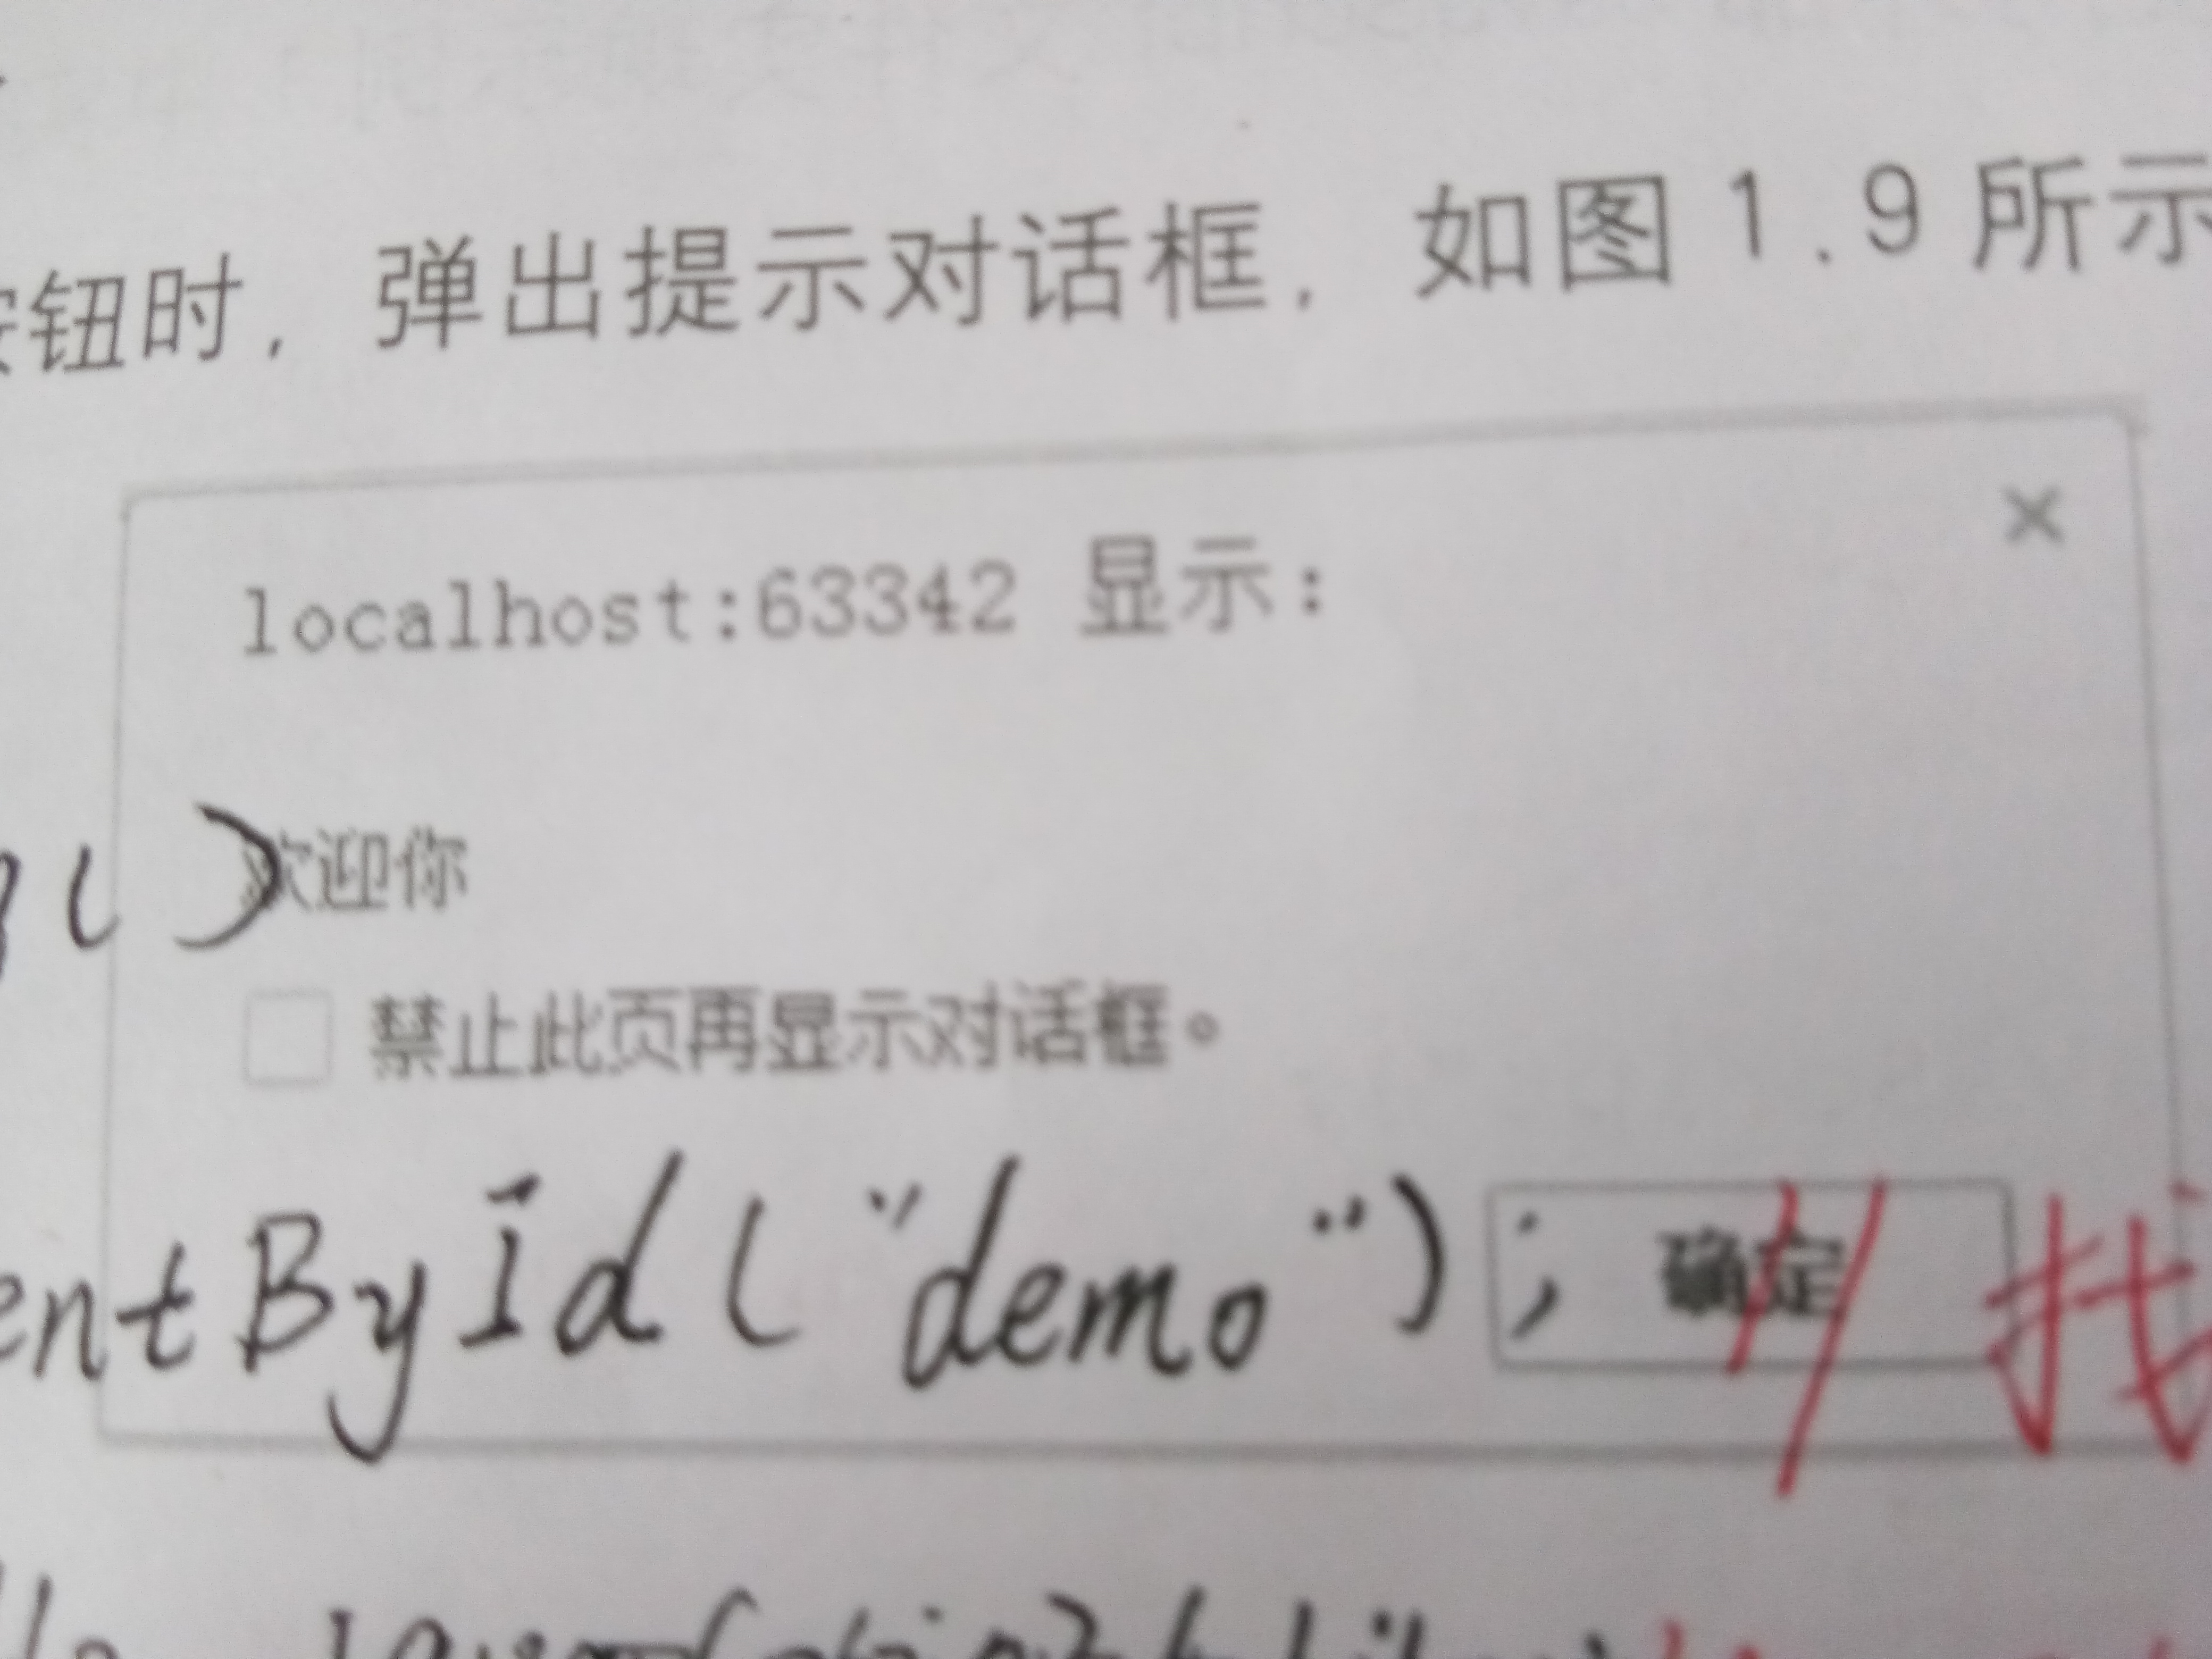 钮时，弹出提示对话框，如图1.9所示
×
localhost:63342 显示：
()
欢迎你
禁止此页再显示对话框。
entById("demo"); 确定 // 找